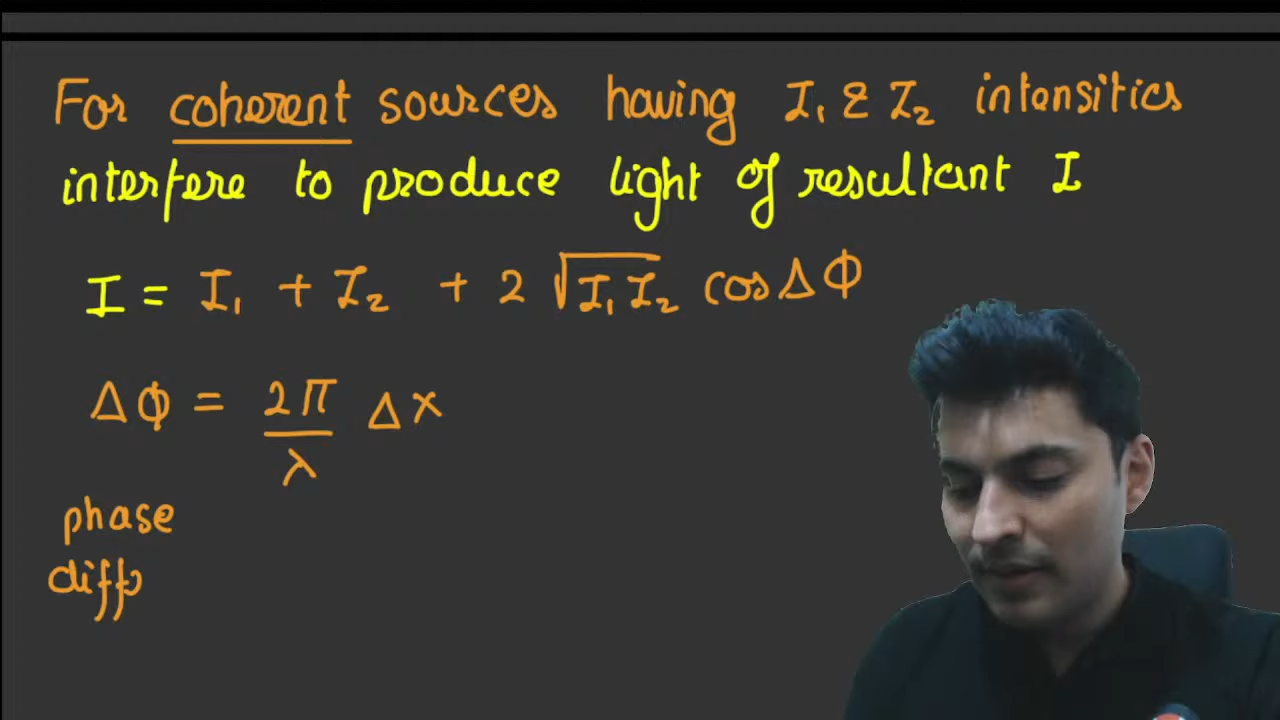 For coherent sources having I₁ & I₂ intensities
interfere to produce light of resultant I
I = I₁ + I₂ + 2 √I₁I₂ cos Δ Φ
ΔΦ = 2π/λ Δx
phase
diff